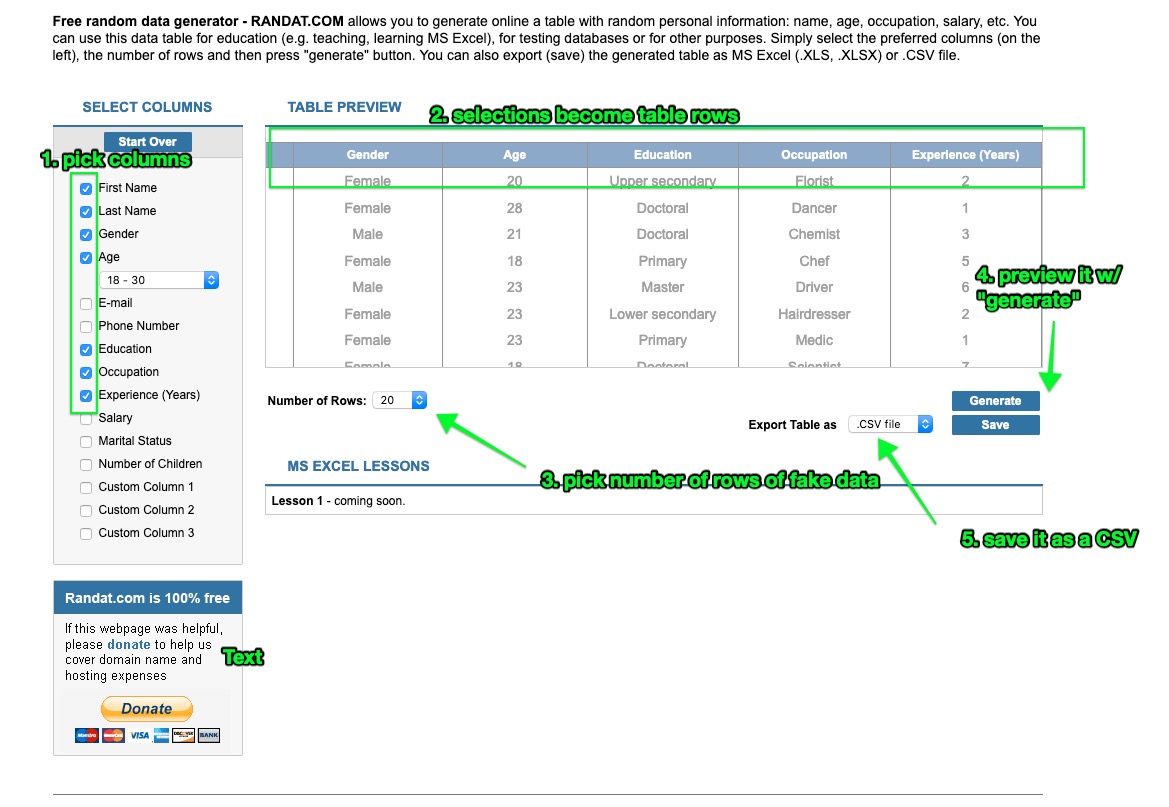 Free random data generator - RANDAT.COM allows you to generate online a table with random personal information: name, age, occupation, salary, etc. You
can use this data table for education (e.g. teaching, learning MS Excel), for testing databases or for other purposes. Simply select the preferred columns (on the
left), the number of rows and then press "generate" button. You can also export (save) the generated table as MS Excel (.XLS, .XLSX) or .CSV file.
SELECT COLUMNS
Start Over
1. pick columns
First Name
Last Name
Gender
Age
18 - 30
E-mail
Phone Number
Education
Occupation
Experience (Years)
Salary
Marital Status
Number of Children
Custom Column 1
Custom Column 2
Custom Column 3
TABLE PREVIEW
2. selections become table rows
Gender Age Education Occupation Experience (Years)
Female 20 Upper secondary Florist 2
Female 28 Doctoral Dancer 1
Male 21 Doctoral Chemist 3
Female 18 Primary Chef 5
Male 23 Master Driver 6
Female 23 Lower secondary Hairdresser 2
Female 23 Primary Medic 1
Female 18 Doctoral Scientist 7
4. preview it w/
"generate"
Number of Rows: 20
Generate
Export Table as .CSV file Save
3. pick number of rows of fake data
5. save it as a CSV
MS EXCEL LESSONS
Lesson 1 - coming soon.
Randat.com is 100% free
If this webpage was helpful,
please donate to help us
cover domain name and
hosting expenses
Text
Donate
Maestro MasterCard VISA DISCOVER BANK